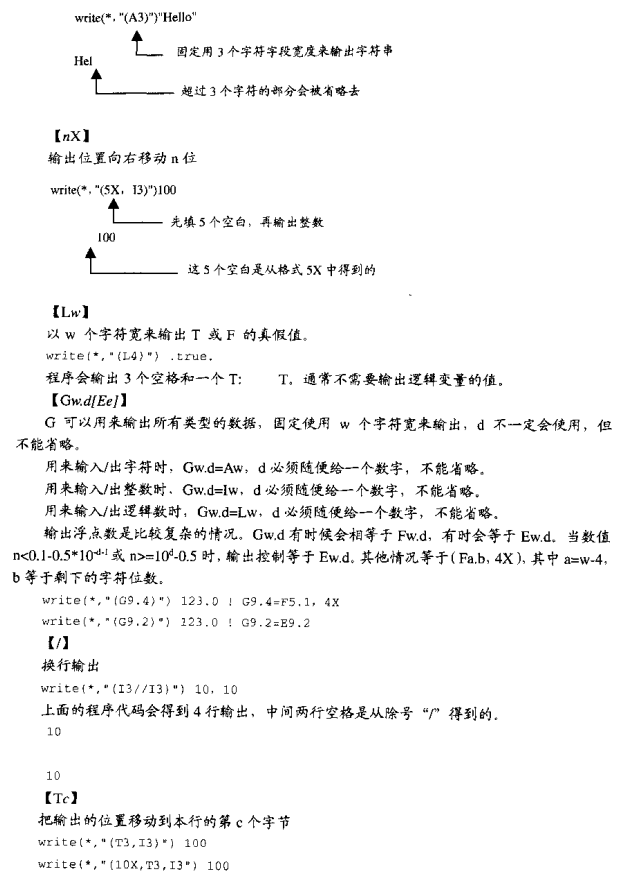 write(*, "(A3)")"Hello"
固定用 3 个字符字段宽度来输出字符串
Hel
超过 3 个字符的部分会被省略去
【nX】
输出位置向右移动 n 位
write(*, "(5X, I3)")100
先填 5 个空白，再输出整数
100
这 5 个空白是从格式 5X 中得到的
【Lw】
以 w 个字符宽来输出 T 或 F 的真假值。
write(*,"(L4)") .true.
程序会输出 3 个空格和一个 T: T。通常不需要输出逻辑变量的值。
【Gw.d[Ee]】
G 可以用来输出所有类型的数据，固定使用 w 个字符宽来输出，d 不一定会使用，但
不能省略。
用来输入/出字符时，Gw.d=Aw，d 必须随便给一个数字，不能省略。
用来输入/出整数时，Gw.d=Iw，d 必须随便给一个数字，不能省略。
用来输入/出逻辑数时，Gw.d=Lw，d 必须随便给一个数字，不能省略。
输出浮点数是比较复杂的情况。Gw.d 有时候会相等于 Fw.d，有时会等于 Ew.d。当数值
n<0.1-0.5*10^-d-1 或 n>=10^d-0.5 时，输出控制等于 Ew.d。其他情况等于（Fa.b，4X），其中 a=w-4,
b 等于剩下的字符位数。
write(*,"(G9.4)") 123.0 ! G9.4=F5.1, 4X
write(*,"(G9.2)") 123.0 ! G9.2=E9.2
【/】
换行输出
write(*,"(I3//I3)") 10, 10
上面的程序代码会得到 4 行输出，中间两行空格是从除号“/”得到的。
10
10
【Tc】
把输出的位置移动到本行的第 c 个字节
write(*,"(T3,I3)") 100
write(*,"(10X,T3,I3") 100